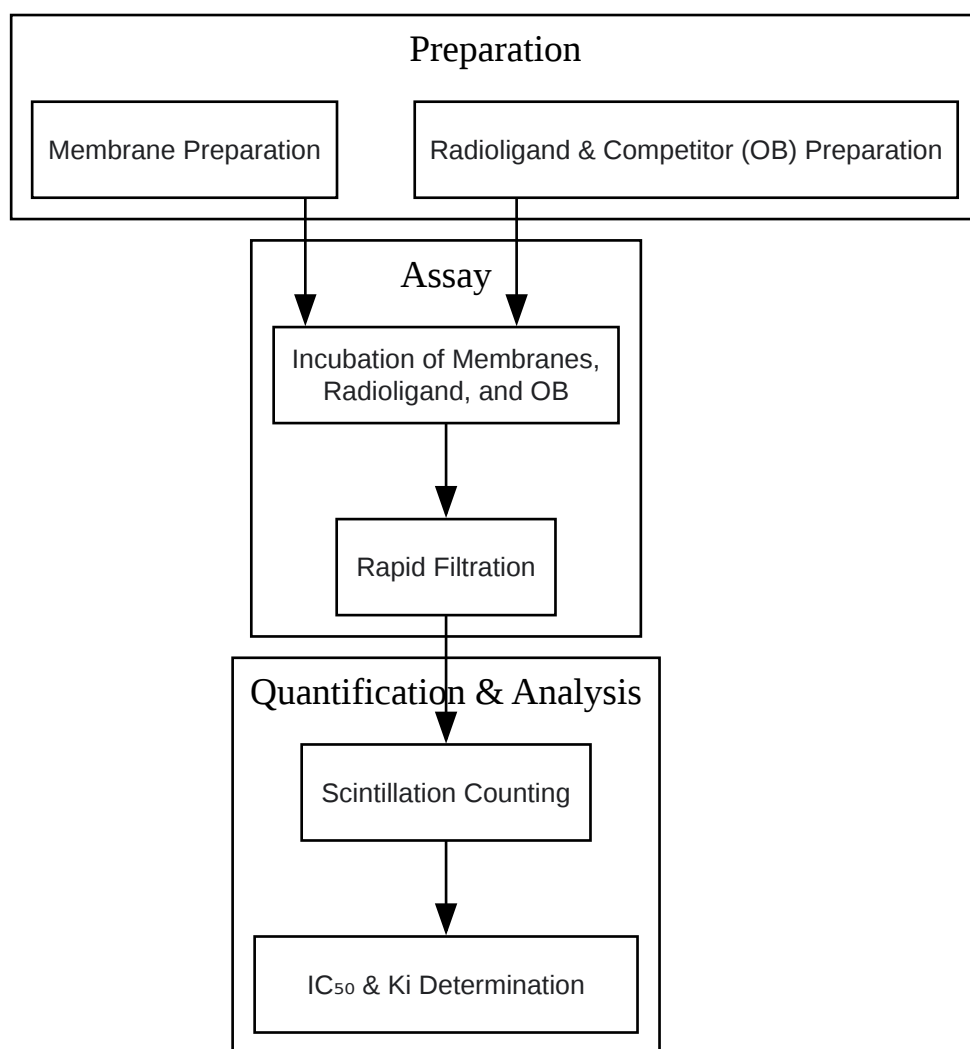 Preparation
Membrane Preparation
Radioligand & Competitor (OB) Preparation
Assay
Incubation of Membranes,
Radioligand, and OB
Rapid Filtration
Quantification & Analysis
Scintillation Counting
IC₅₀ & Ki Determination